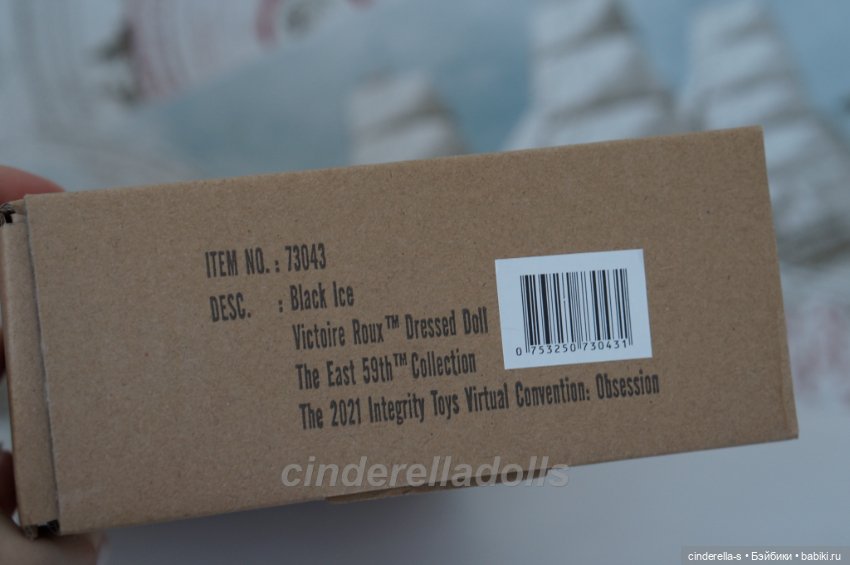 ITEM NO. : 73043
DESC. : Black Ice
Victoire Roux™ Dressed Doll
The East 59th™ Collection
The 2021 Integrity Toys Virtual Convention: Obsession
0 753250 730431
cinderelladolls
cinderella-s • Бэйбики • babiki.ru